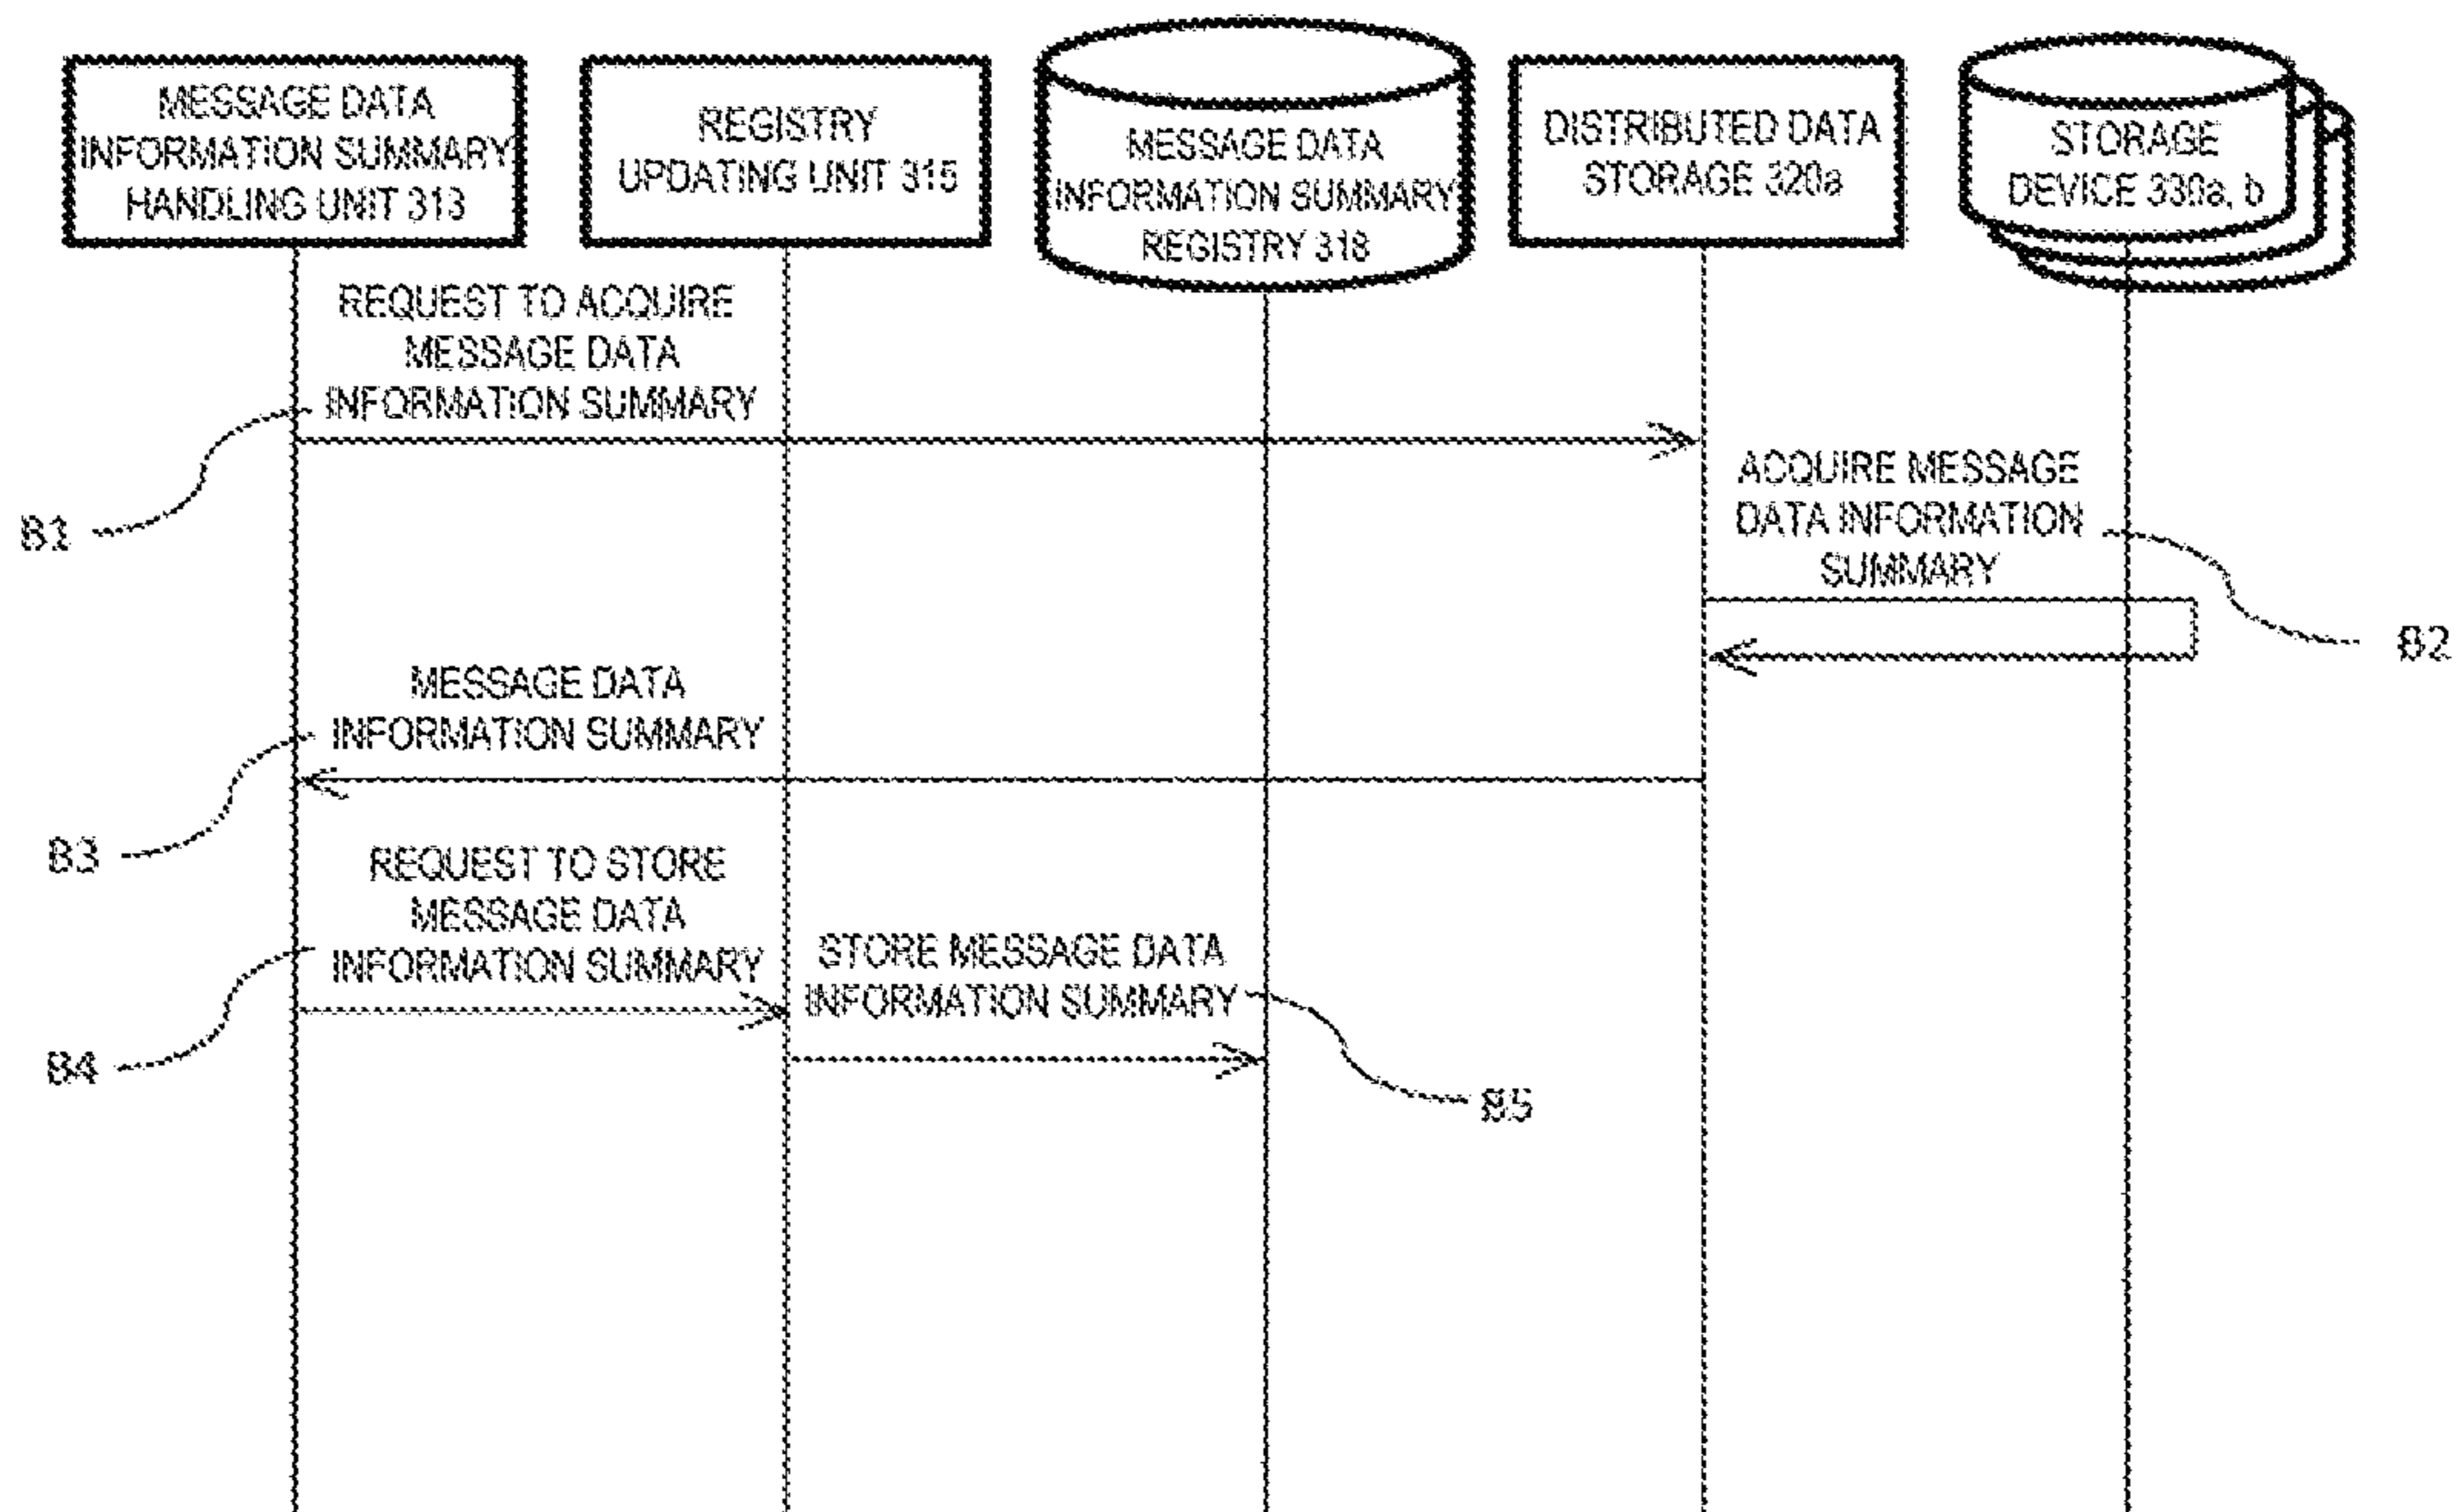 MESSAGE DATA
INFORMATION SUMMARY
HANDLING UNIT 313
REGISTRY
UPDATING UNIT 315
MESSAGE DATA
INFORMATION SUMMARY
REGISTRY 318
DISTRIBUTED DATA
STORAGE 320a
STORAGE
DEVICE 330a, b
REQUEST TO ACQUIRE
MESSAGE DATA
INFORMATION SUMMARY
B1
ACQUIRE MESSAGE
DATA INFORMATION
SUMMARY
B2
MESSAGE DATA
INFORMATION SUMMARY
B3
REQUEST TO STORE
MESSAGE DATA
INFORMATION SUMMARY
B4
STORE MESSAGE DATA
INFORMATION SUMMARY
B5